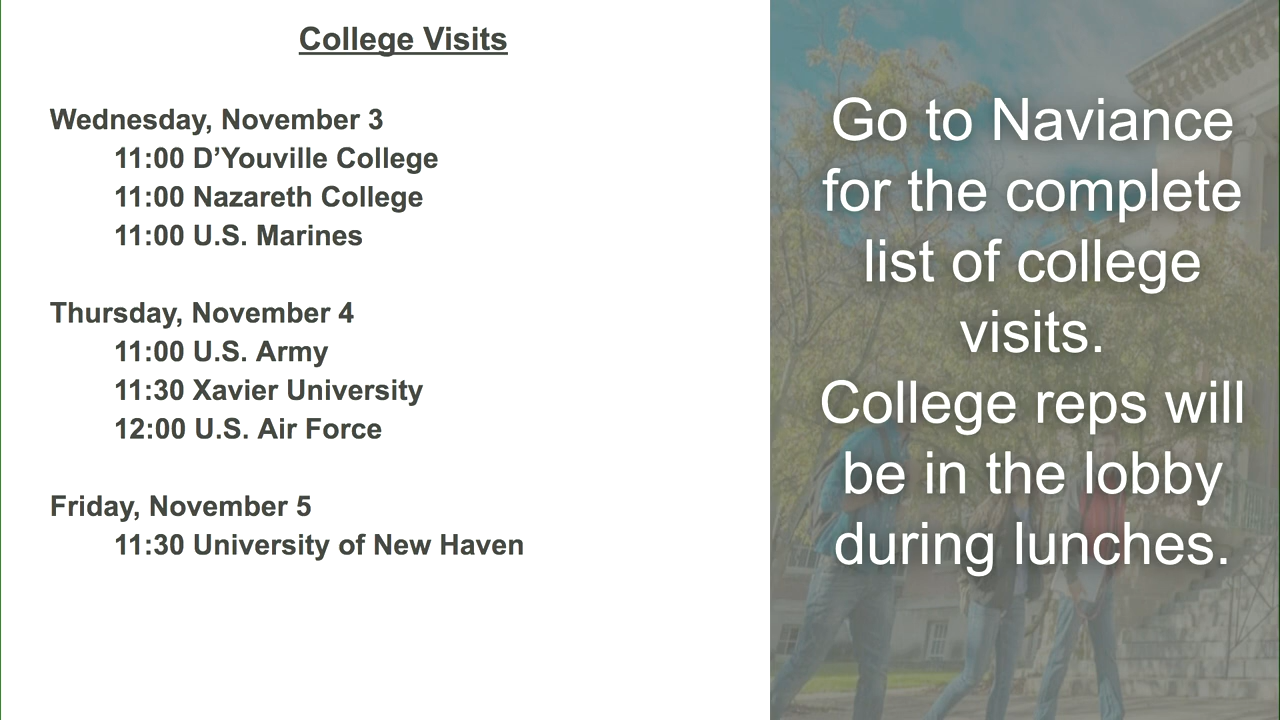 College Visits
Wednesday, November 3
11:00 D’Youville College
11:00 Nazareth College
11:00 U.S. Marines
Thursday, November 4
11:00 U.S. Army
11:30 Xavier University
12:00 U.S. Air Force
Friday, November 5
11:30 University of New Haven
Go to Naviance
for the complete
list of college
visits.
College reps will
be in the lobby
during lunches.